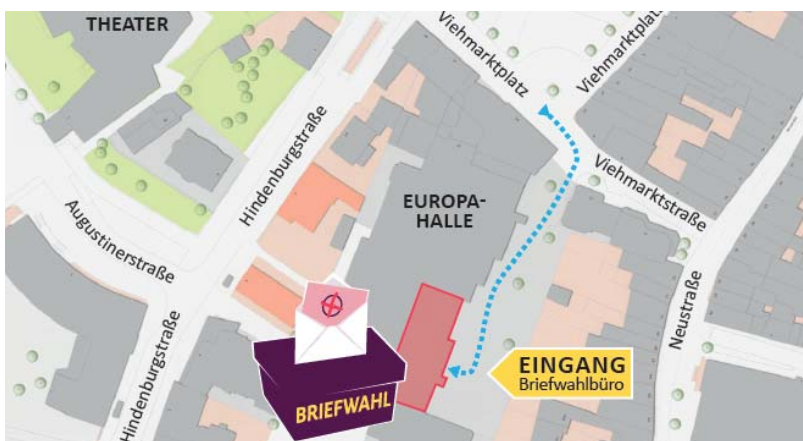 THEATER
Viehmarktplatz
Viehmarktplatz
Hindenburgstraße
EUROPA-
HALLE
Viehmarktstraße
Augustinerstraße
Hindenburgstraße
Neustraße
EINGANG
Briefwahlbüro
BRIEFWAHL